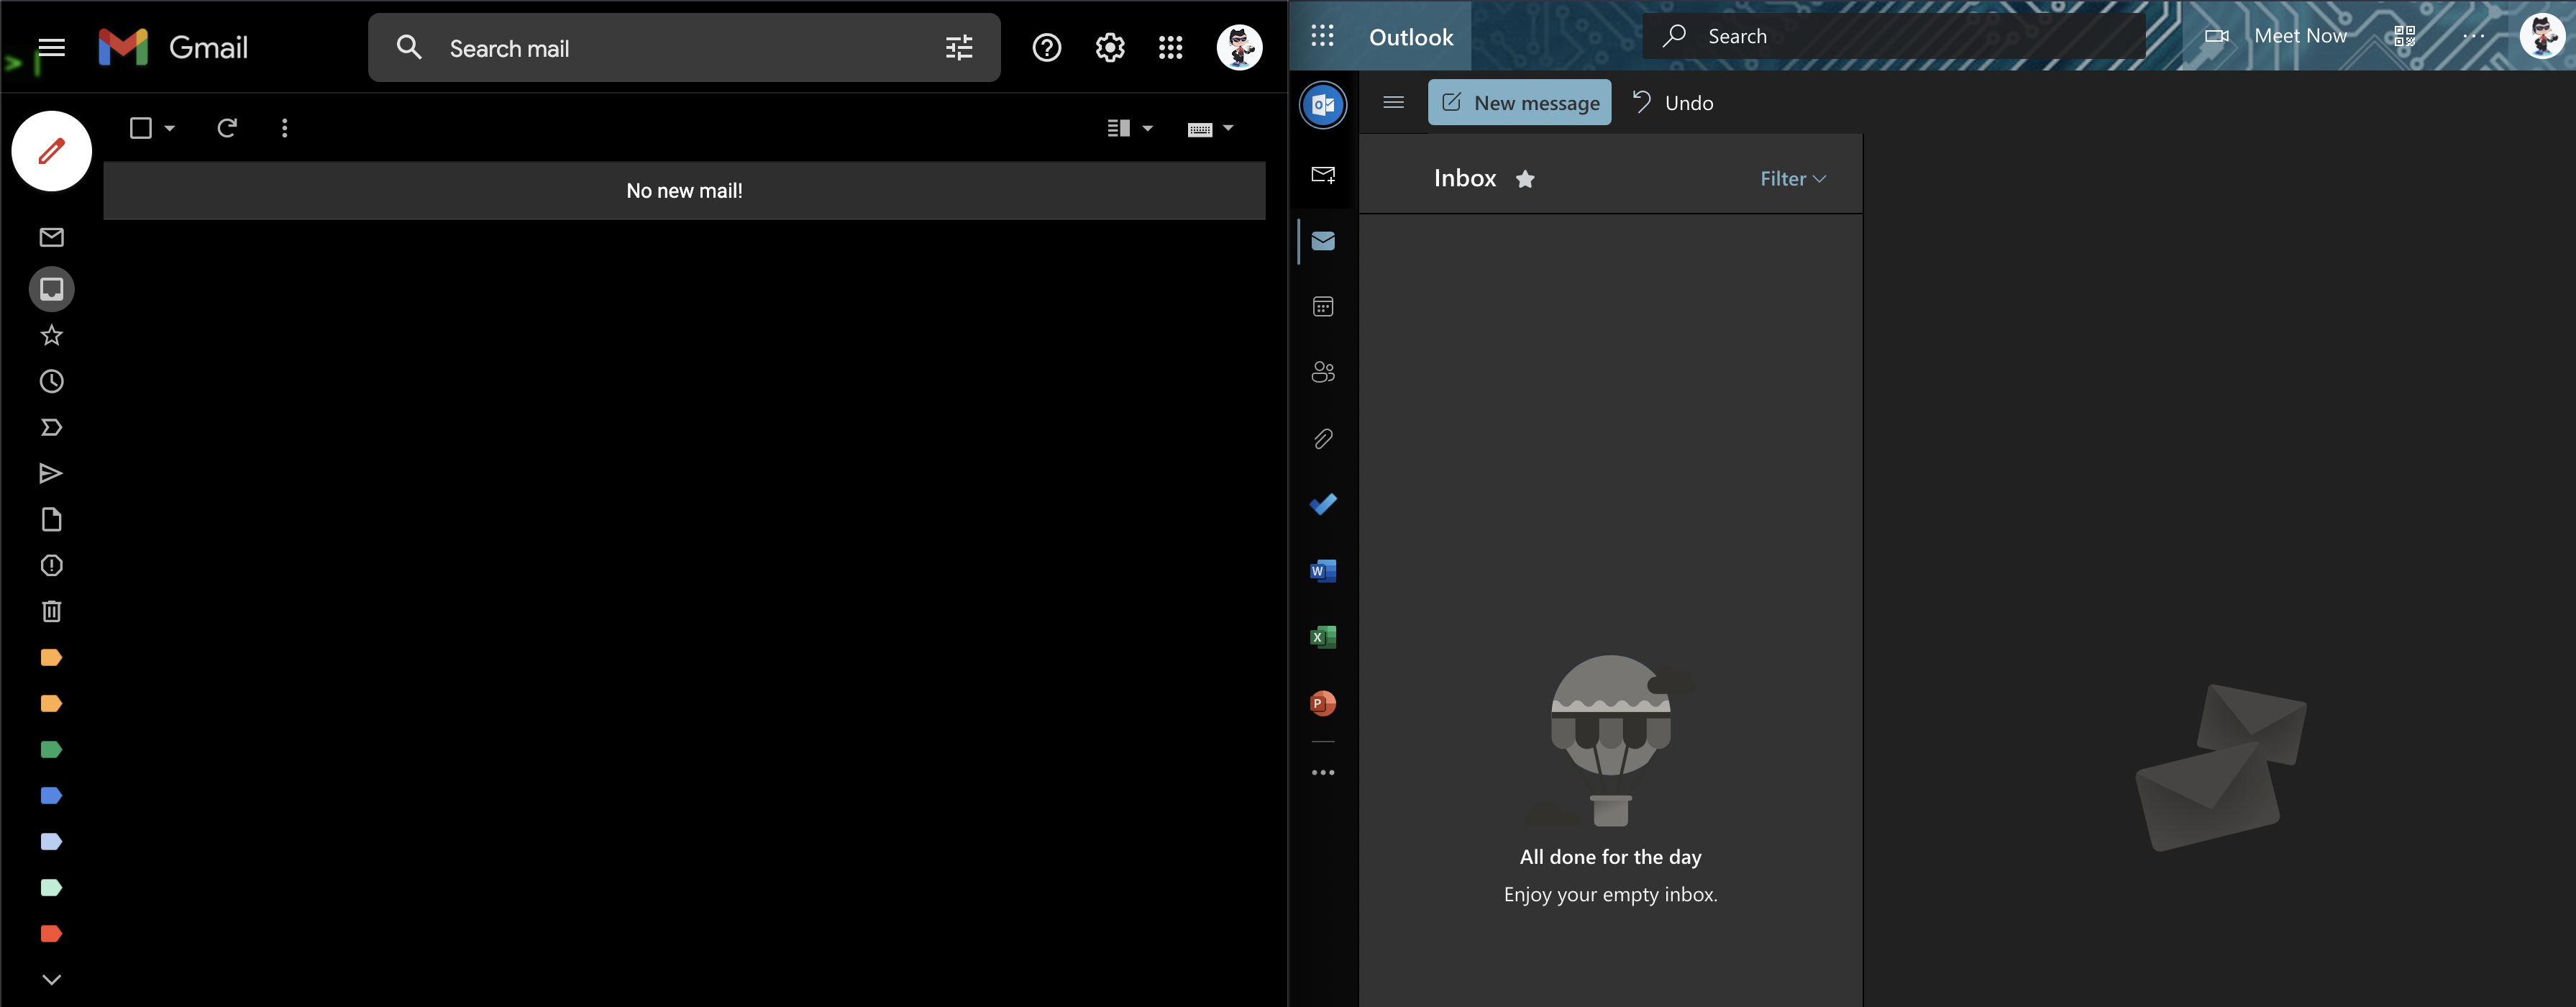 Gmail
Search mail
No new mail!
Outlook
Search
Meet Now
New message
Undo
Inbox
Filter
W
X
P
All done for the day
Enjoy your empty inbox.